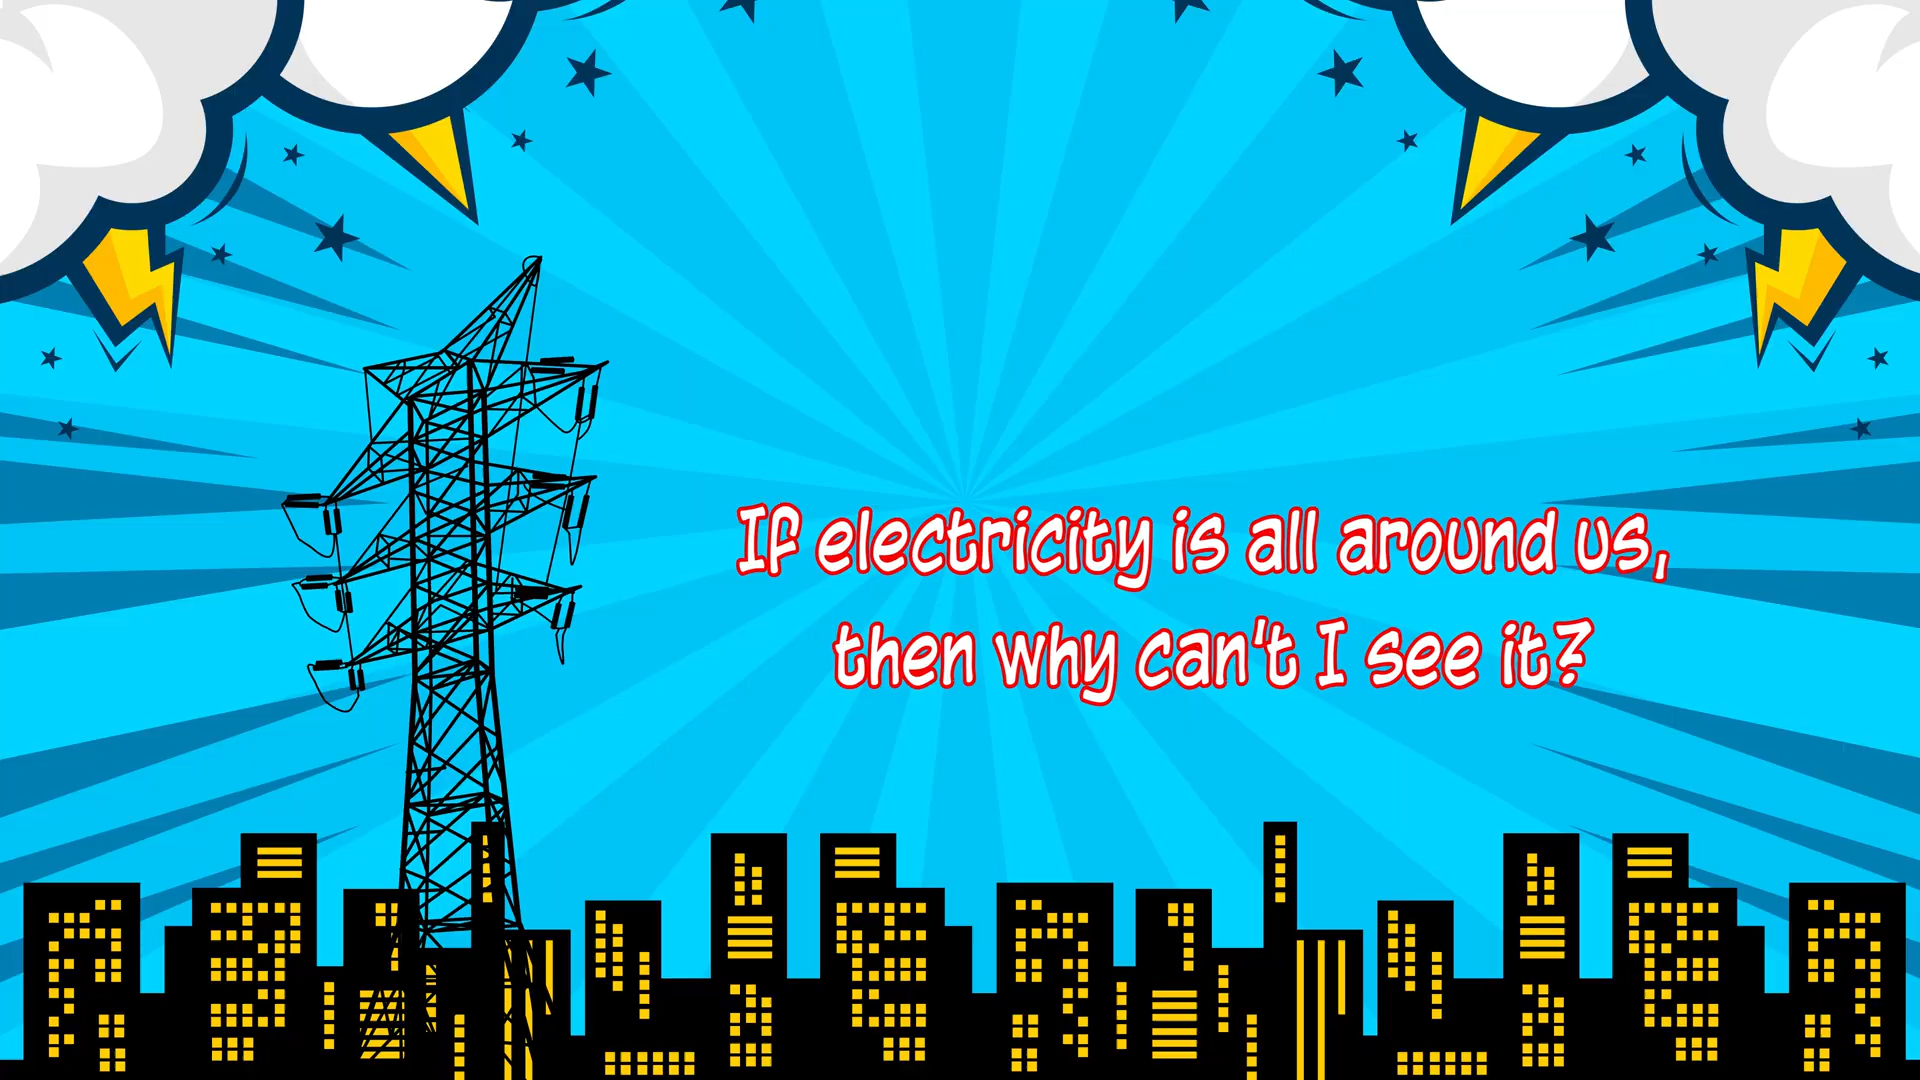 If electricity is all around us,
then why can't I see it?